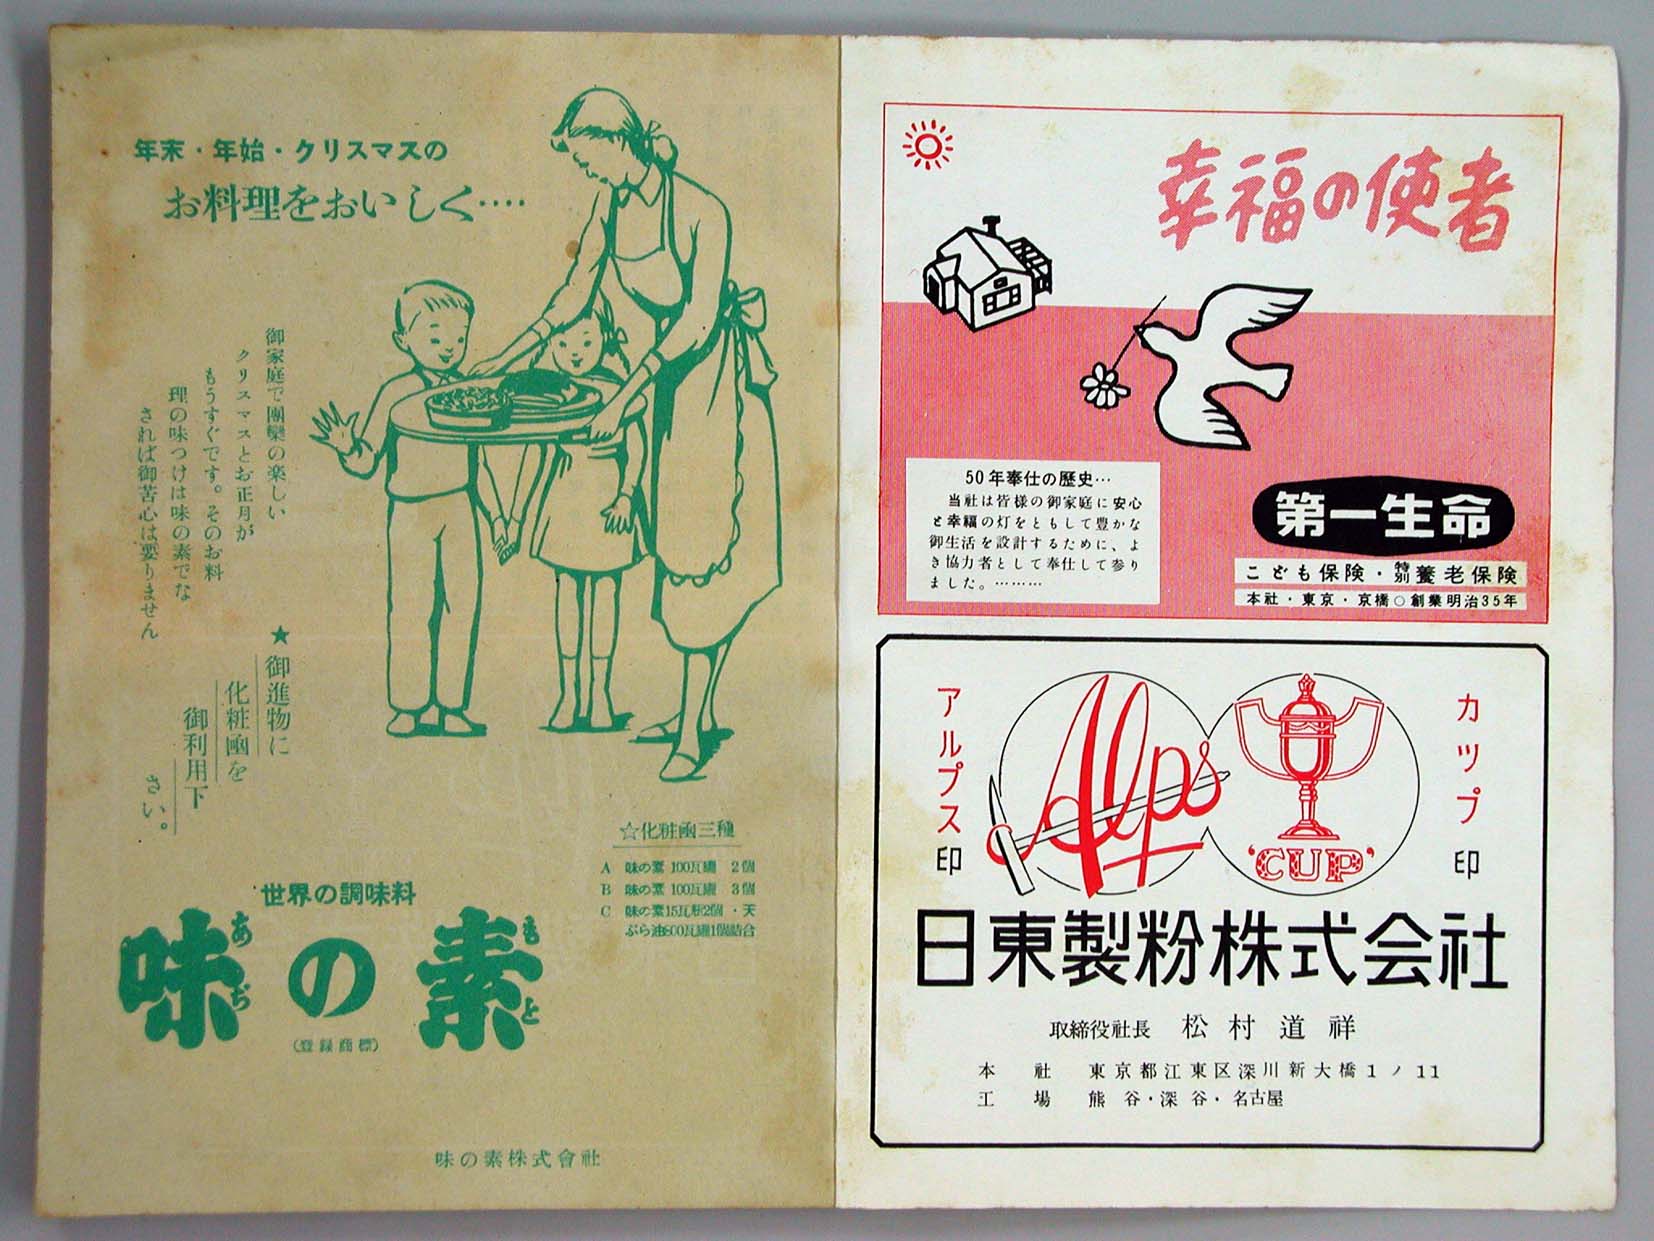 年末・年始・クリスマスの
お料理をおいしく‥‥
御家庭で團欒の楽しい
クリスマスとお正月が
もうすぐです。そのお料
理の味つけは味の素でな
されば御苦心は要りません
★御進物に
化粧凾を
御利用下
さい。
☆化粧凾三種
A 味の素 100瓦罐 2個
B 味の素 100瓦罐 3個
C 味の素15瓦瓶2個・天
ぷら油800瓦罐1個詰合
世界の調味料
味の素
あぢ
もと
(登録商標)
味の素株式會社
幸福の使者
50年奉仕の歴史…
当社は皆様の御家庭に安心
と幸福の灯をともして豊かな
御生活を設計するために、よ
き協力者として奉仕して参り
ました。………
第一生命
こども保険・特別養老保険
本社・東京・京橋○創業明治35年
アルプス印
Alps
カップ印
'CUP'
日東製粉株式会社
取締役社長 松村道祥
本社 東京都江東区深川新大橋1ノ11
工場 熊谷・深谷・名古屋